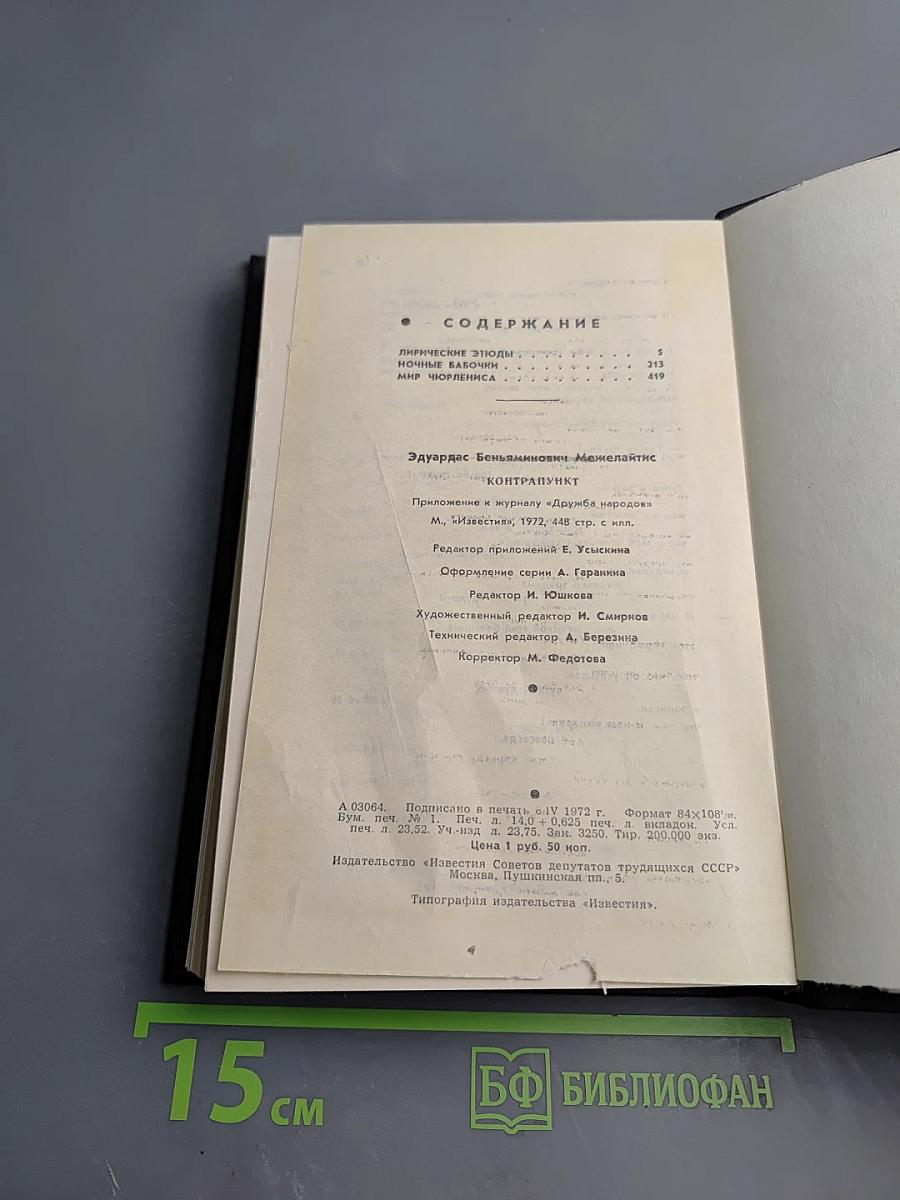 СОДЕРЖАНИЕ
ЛИРИЧЕСКИЕ ЭТЮДЫ . . . . . . . . . 5
НОЧНЫЕ БАБОЧКИ . . . . . . . . . . 213
МИР ЧЮРЛЕНИСА . . . . . . . . . . 419
Эдуардас Беньяминович Межелайтис
КОНТРАПУНКТ
Приложение к журналу «Дружба народов»
М., «Известия», 1972, 448 стр. с илл.
Редактор приложений Е. Усыскина
Оформление серии А. Гаранина
Редактор И. Юшкова
Художественный редактор И. Смирнов
Технический редактор А. Березина
Корректор М. Федотова
А 03064. Подписано в печать 6/IV 1972 г. Формат 84×108¹/₃₂.
Бум. печ. № 1. Печ. л. 14,0 + 0,625 печ. л. вкладок. Усл.
печ. л. 23,52. Уч.-изд л. 23,75. Зак. 3250. Тир. 200.000 экз.
Цена 1 руб. 50 коп.
Издательство «Известия Советов депутатов трудящихся СССР»
Москва, Пушкинская пл., 5.
Типография издательства «Известия».
15 см
БФ БИБЛИОФАН